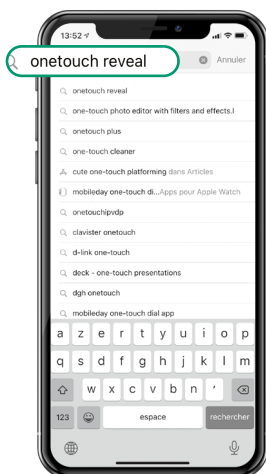 13:52
onetouch reveal
Annuler
onetouch reveal
one-touch photo editor with filters and effects.l
onetouch plus
one-touch cleaner
cute one-touch platforming dans Articles
mobileday one-touch di...Apps pour Apple Watch
onetouchipvdp
clavister onetouch
d-link one-touch
deck - one-touch presentations
dgh onetouch
mobileday one-touch dial app
a z e r t y u i o p
q s d f g h j k l m
w x c v b n ′
123 espace rechercher